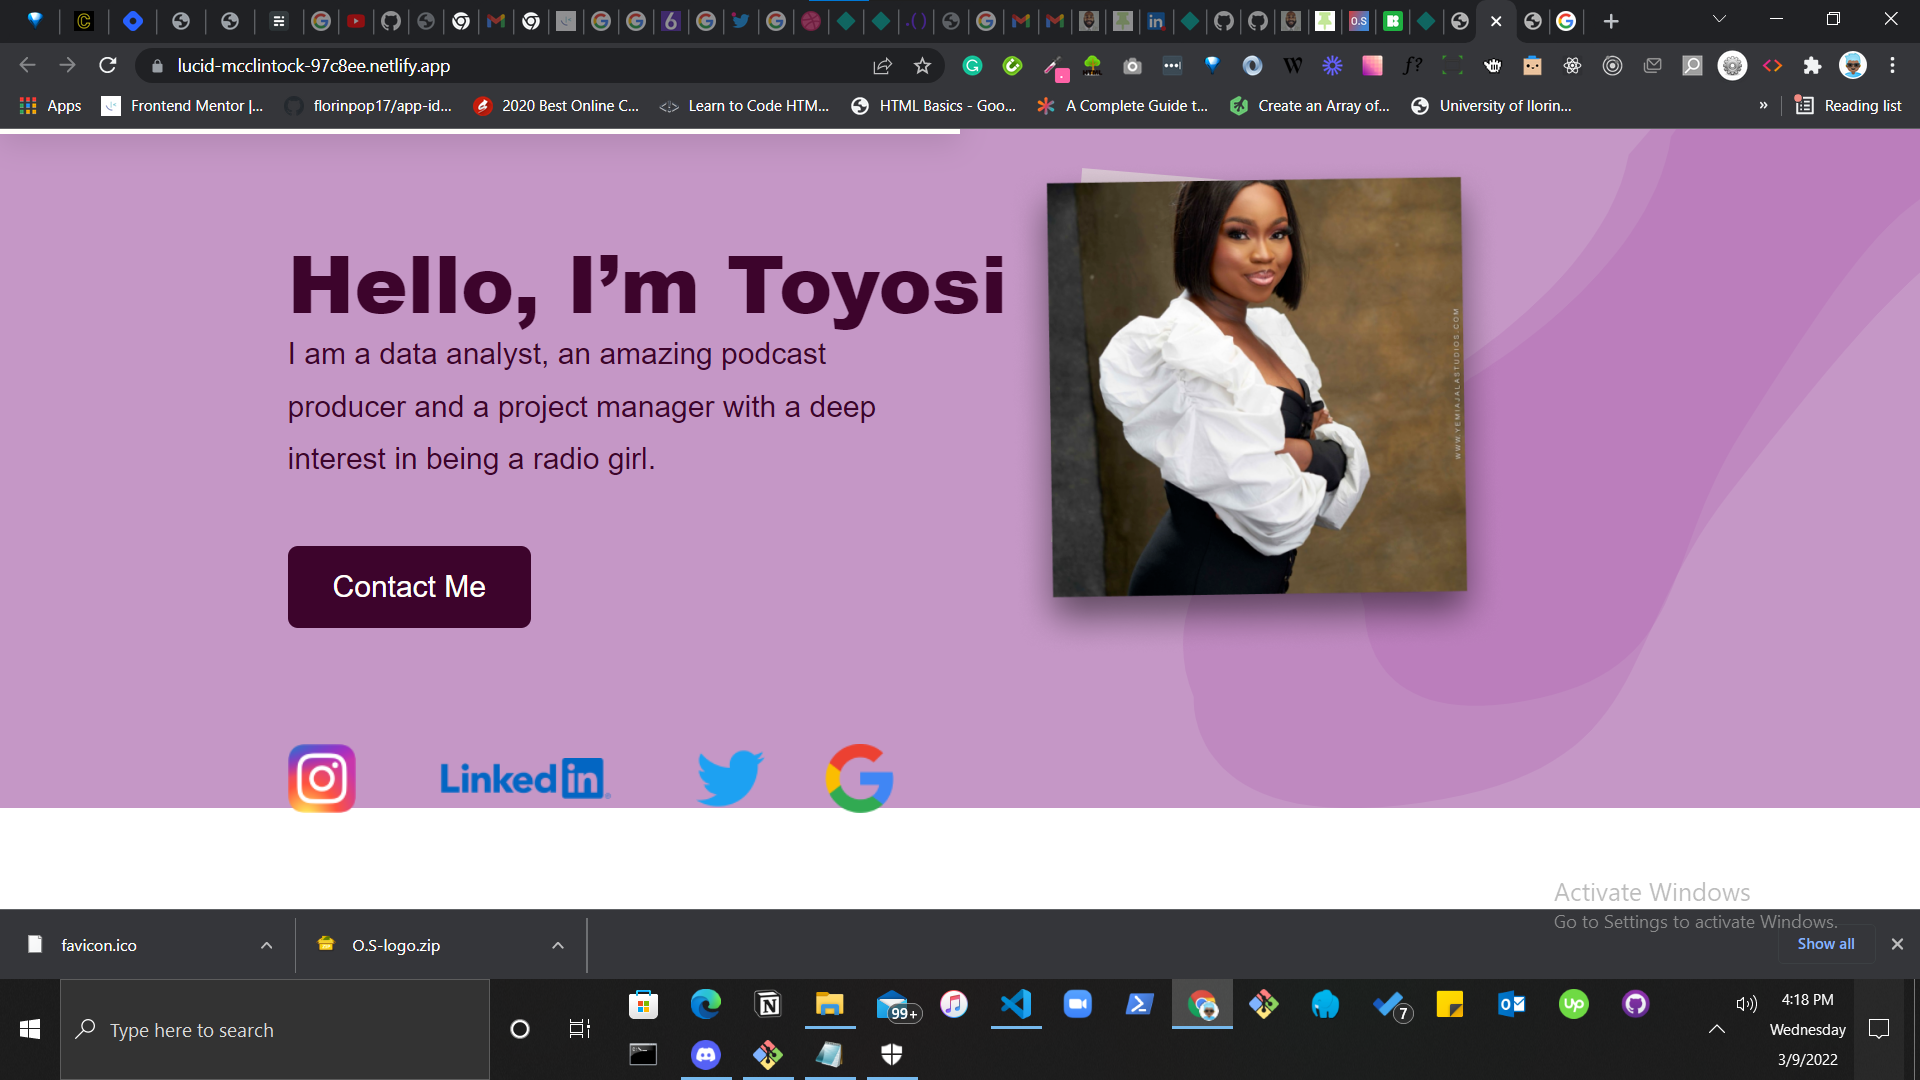 C
6
O.S
lucid-mcclintock-97c8ee.netlify.app
W
f?
Apps
Frontend Mentor |...
florinpop17/app-id...
2020 Best Online C...
Learn to Code HTM...
HTML Basics - Goo...
A Complete Guide t...
Create an Array of...
University of Ilorin...
»
Reading list
Hello, I’m Toyosi
I am a data analyst, an amazing podcast
producer and a project manager with a deep
interest in being a radio girl.
WWW.YEMIAJALASTUDIOS.COM
Contact Me
Linked in
Activate Windows
Go to Settings to activate Windows.
favicon.ico
O.S-logo.zip
Show all
Type here to search
99+
7
up
4:18 PM
Wednesday
3/9/2022